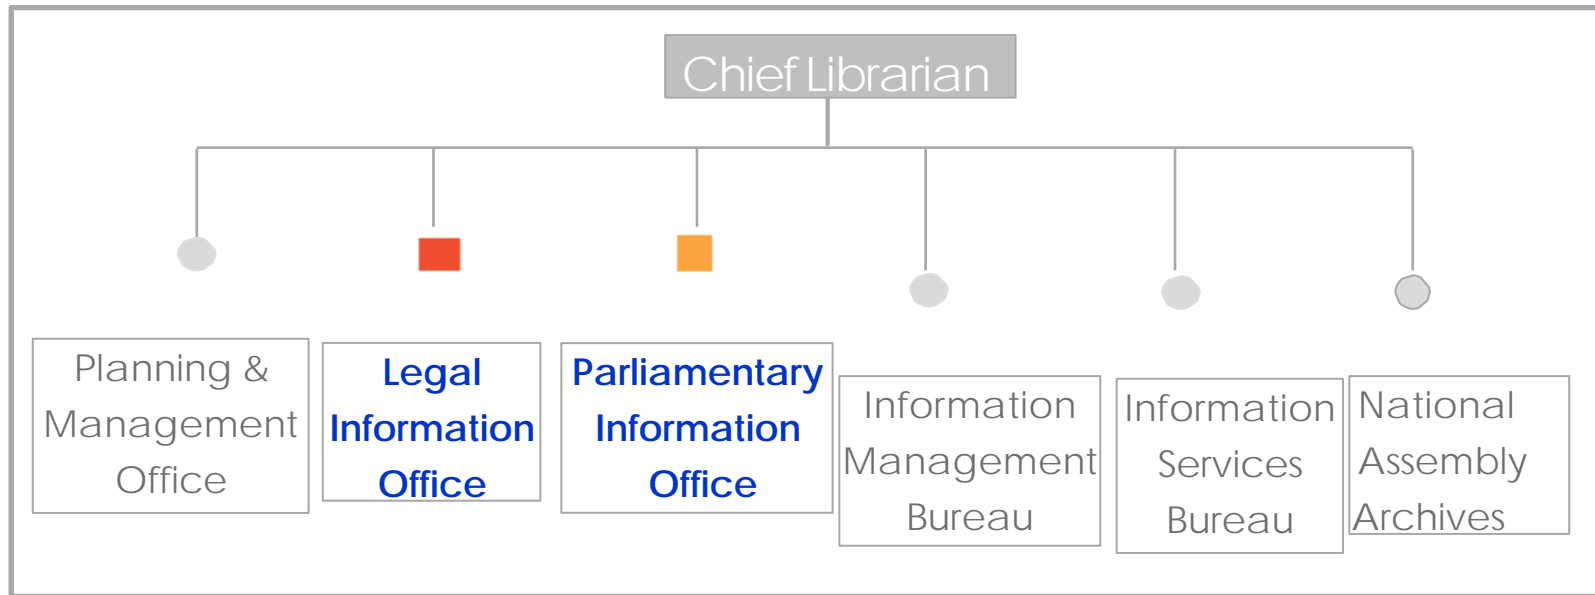 Chief Librarian
Planning &
Management
Office
Legal
Information
Office
Parliamentary
Information
Office
Information
Management
Bureau
Information
Services
Bureau
National
Assembly
Archives